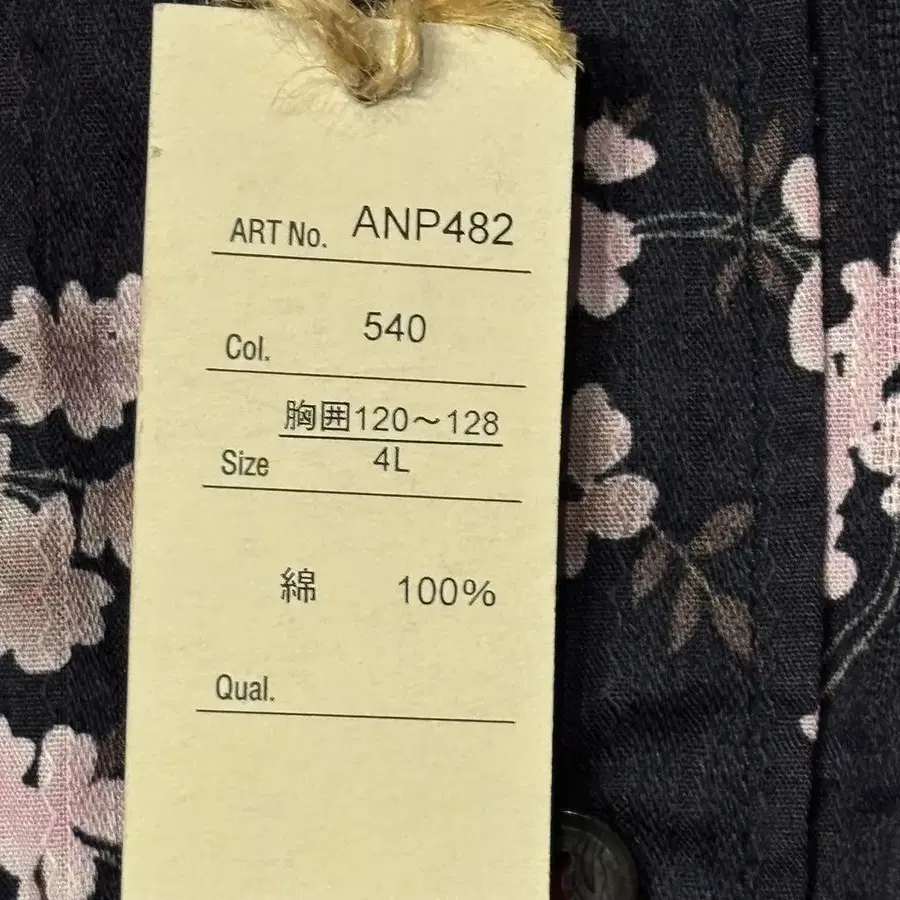 ART No. ANP482
Col. 540
胸囲120〜128
Size 4L
綿 100%
Qual.